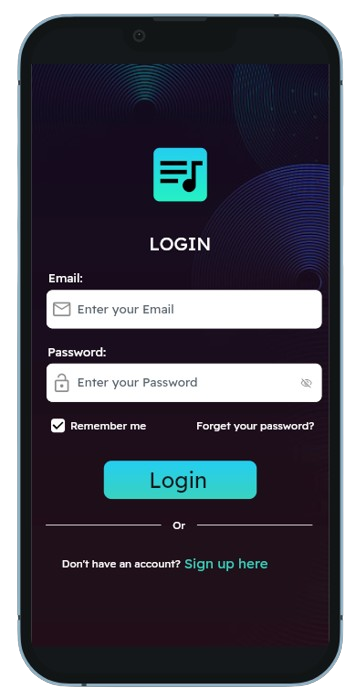 LOGIN
Email:
Enter your Email
Password:
Enter your Password
Remember me Forget your password?
Login
Or
Don't have an account? Sign up here